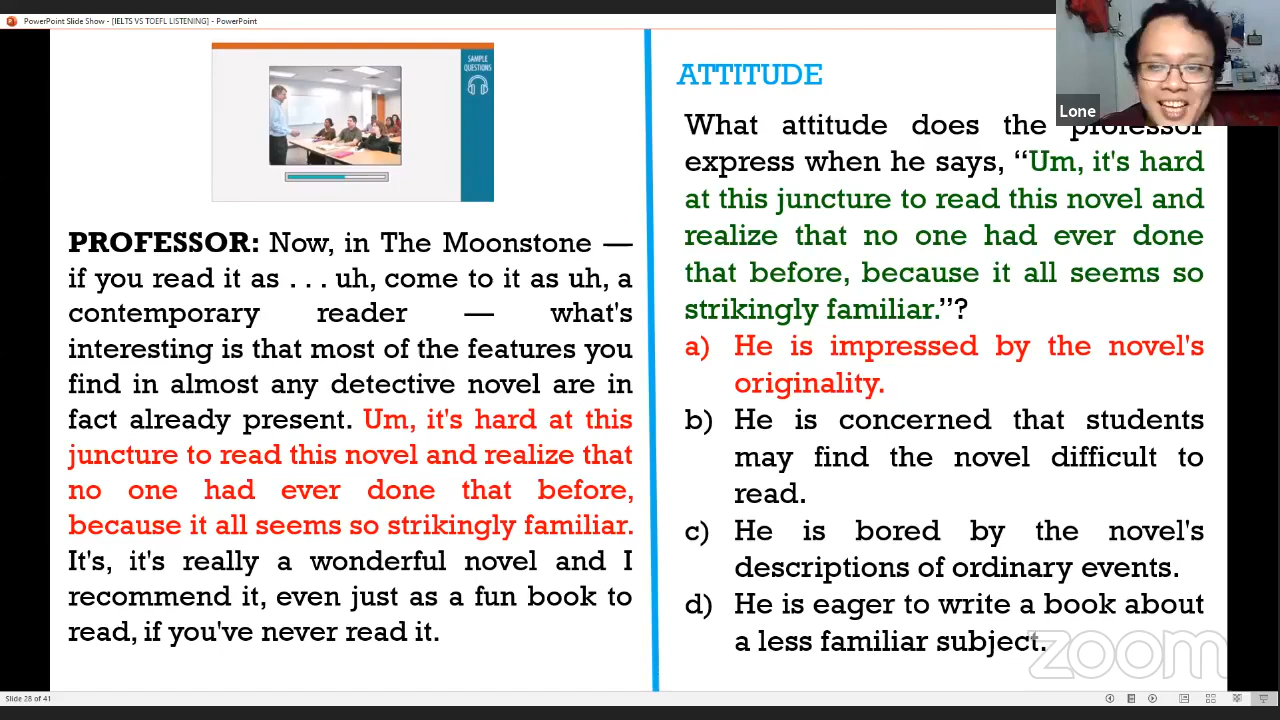 PowerPoint Slide Show - [IELTS VS TOEFL LISTENING] - PowerPoint
SAMPLE
QUESTIONS
PROFESSOR: Now, in The Moonstone —
if you read it as . . . uh, come to it as uh, a
contemporary reader — what's
interesting is that most of the features you
find in almost any detective novel are in
fact already present. Um, it's hard at this
juncture to read this novel and realize that
no one had ever done that before,
because it all seems so strikingly familiar.
It's, it's really a wonderful novel and I
recommend it, even just as a fun book to
read, if you've never read it.
ATTITUDE
What attitude does the professor
express when he says, “Um, it's hard
at this juncture to read this novel and
realize that no one had ever done
that before, because it all seems so
strikingly familiar.”?
a) He is impressed by the novel's
originality.
b) He is concerned that students
may find the novel difficult to
read.
c) He is bored by the novel's
descriptions of ordinary events.
d) He is eager to write a book about
a less familiar subject.
Lone
zoom
Slide 28 of 41